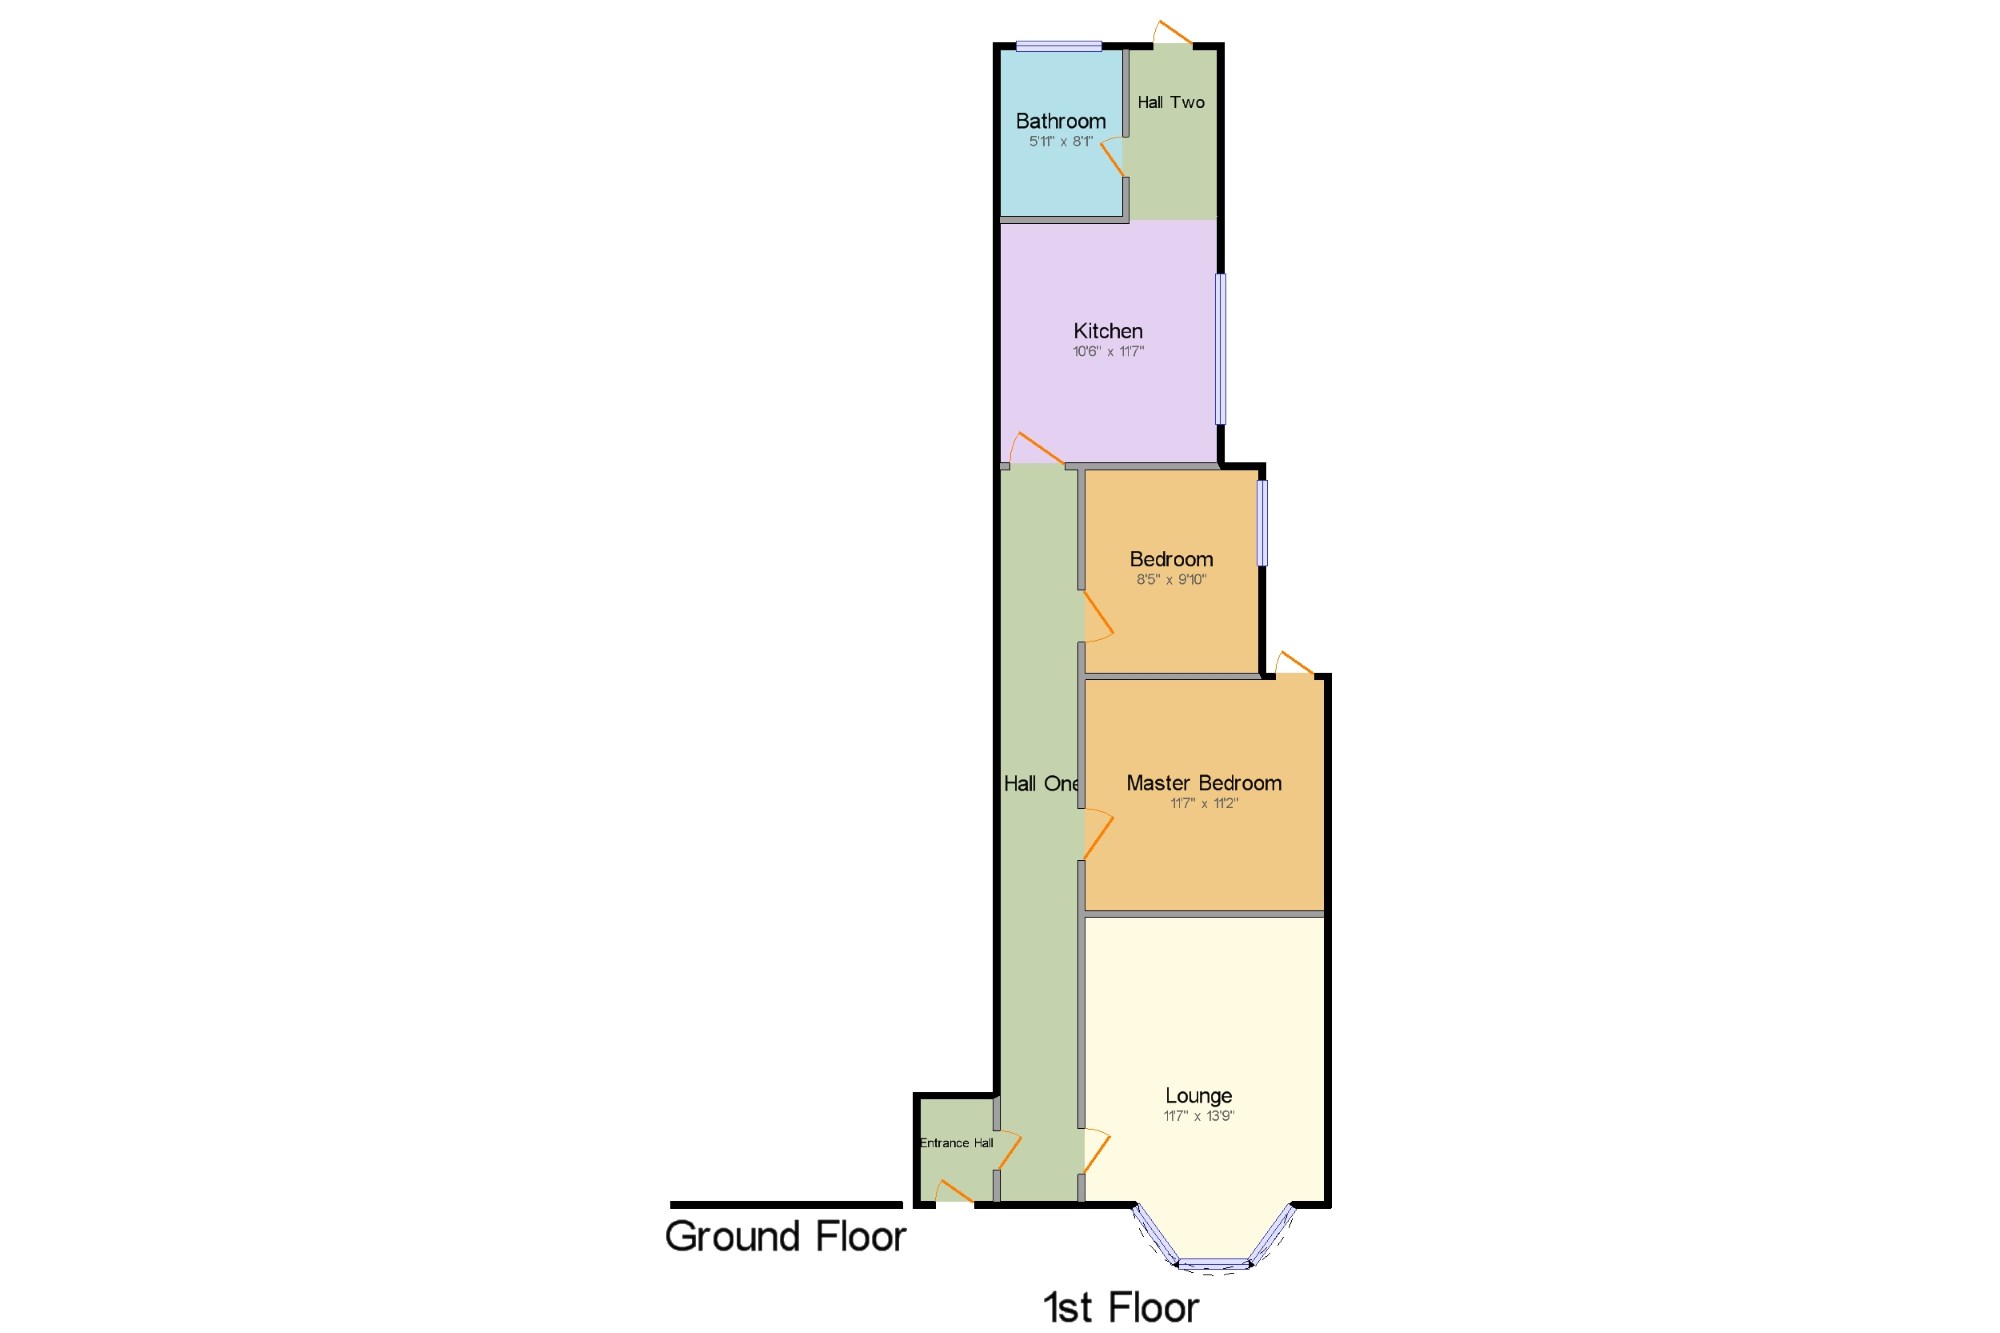 Bathroom
5'11" x 8'1"
Hall Two
Kitchen
10'6" x 11'7"
Bedroom
8'5" x 9'10"
Hall One
Master Bedroom
11'7" x 11'2"
Lounge
11'7" x 13'9"
Entrance Hall
Ground Floor
1st Floor